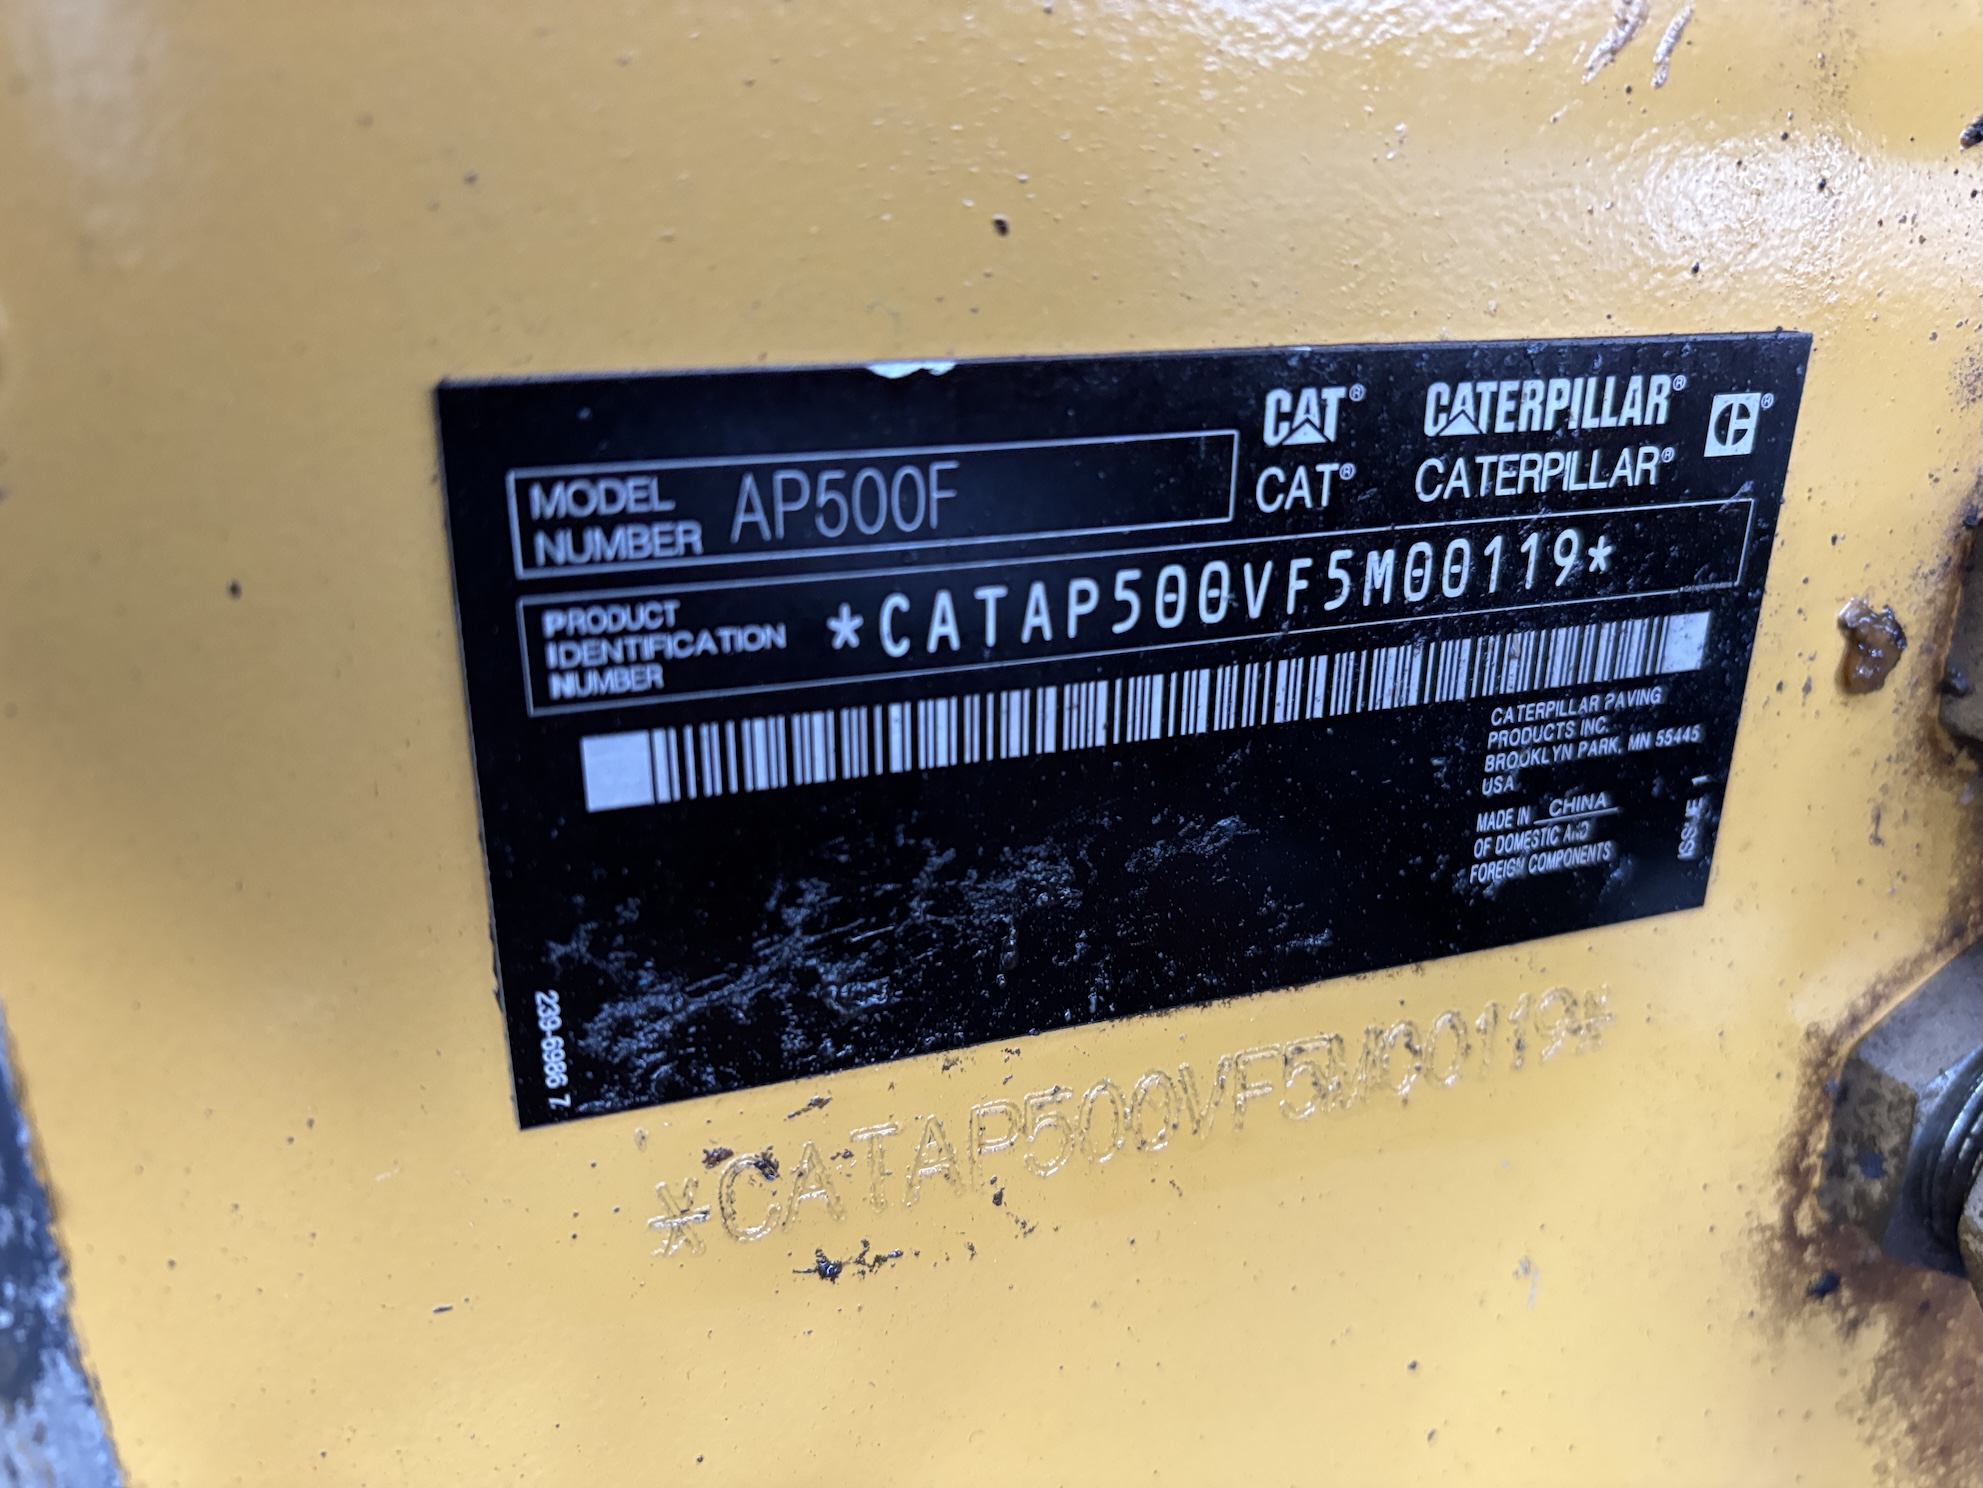 CAT® CATERPILLAR®
CAT® CATERPILLAR®
MODEL
NUMBER AP500F
PRODUCT
IDENTIFICATION
NUMBER
*CATAP500VF5M00119*
CATERPILLAR PAVING
PRODUCTS INC.
BROOKLYN PARK, MN 55445
USA
MADE IN CHINA
OF DOMESTIC AND
FOREIGN COMPONENTS
ISSUE 1
239-6986 7
*CATAP500VF5M00119*